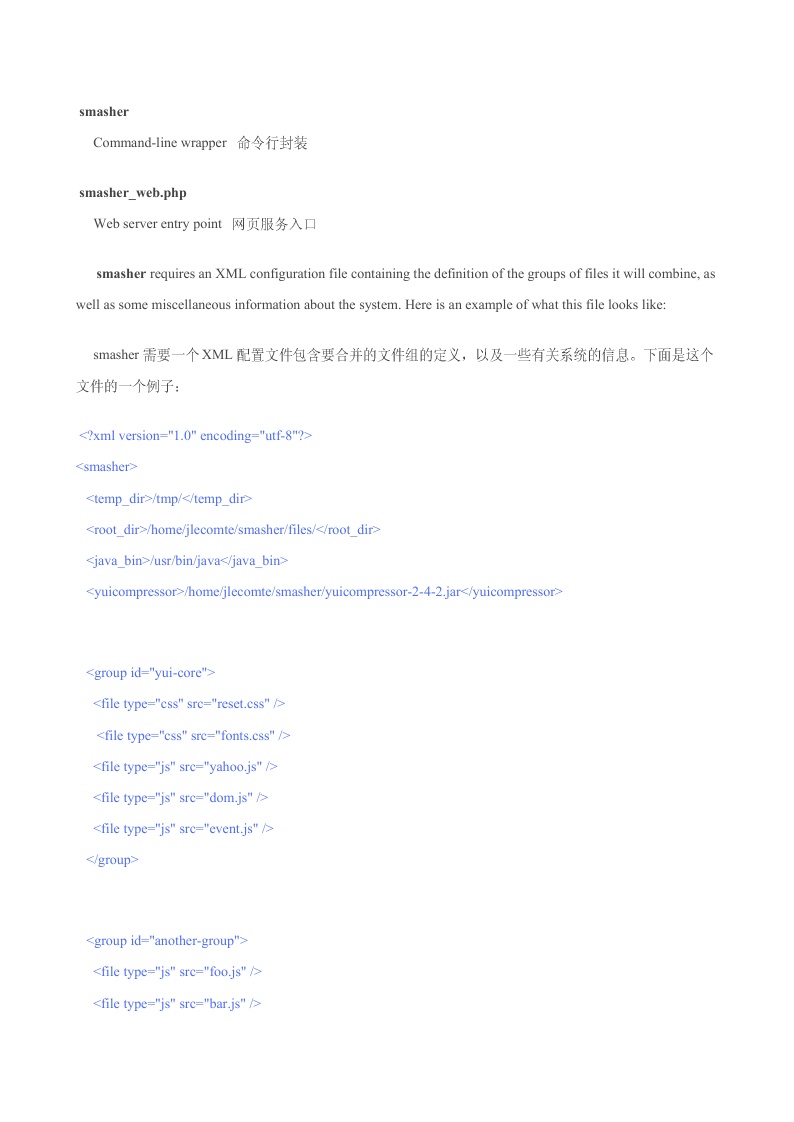 smasher
Command-line wrapper 命令行封装
smasher_web.php
Web server entry point 网页服务入口
smasher requires an XML configuration file containing the definition of the groups of files it will combine, as
well as some miscellaneous information about the system. Here is an example of what this file looks like:
smasher 需要一个 XML 配置文件包含要合并的文件组的定义，以及一些有关系统的信息。下面是这个
文件的一个例子：
<?xml version="1.0" encoding="utf-8"?>
<smasher>
<temp_dir>/tmp/</temp_dir>
<root_dir>/home/jlecomte/smasher/files/</root_dir>
<java_bin>/usr/bin/java</java_bin>
<yuicompressor>/home/jlecomte/smasher/yuicompressor-2-4-2.jar</yuicompressor>
<group id="yui-core">
<file type="css" src="reset.css" />
<file type="css" src="fonts.css" />
<file type="js" src="yahoo.js" />
<file type="js" src="dom.js" />
<file type="js" src="event.js" />
</group>
<group id="another-group">
<file type="js" src="foo.js" />
<file type="js" src="bar.js" />